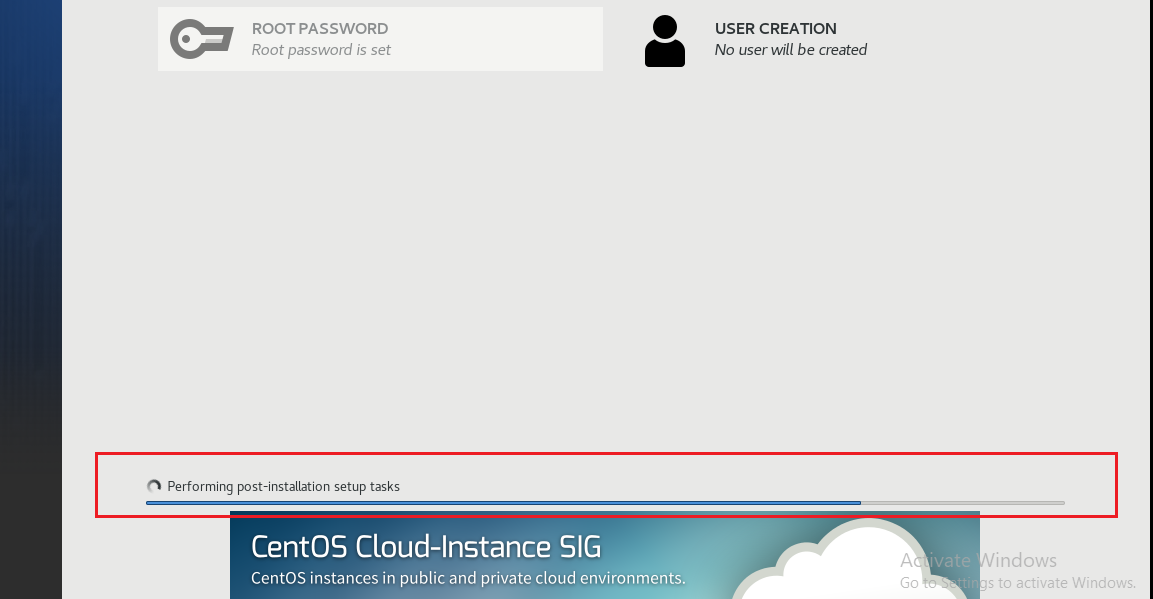 ROOT PASSWORD
Root password is set
USER CREATION
No user will be created
Performing post-installation setup tasks
CentOS Cloud-Instance SIG
CentOS instances in public and private cloud environments.
Activate Windows
Go to Settings to activate Windows.